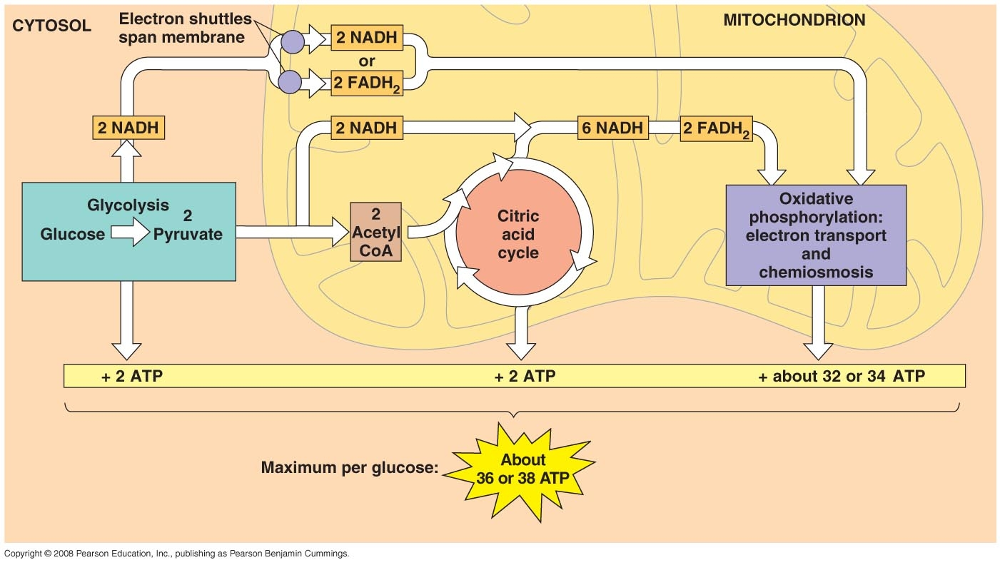 CYTOSOL
Electron shuttles
span membrane
MITOCHONDRION
2 NADH
or
2 FADH₂
2 NADH
2 NADH
6 NADH
2 FADH₂
Glycolysis
Glucose
2
Pyruvate
2
Acetyl
CoA
Citric
acid
cycle
Oxidative
phosphorylation:
electron transport
and
chemiosmosis
+ 2 ATP
+ 2 ATP
+ about 32 or 34 ATP
Maximum per glucose:
About
36 or 38 ATP
Copyright © 2008 Pearson Education, Inc., publishing as Pearson Benjamin Cummings.